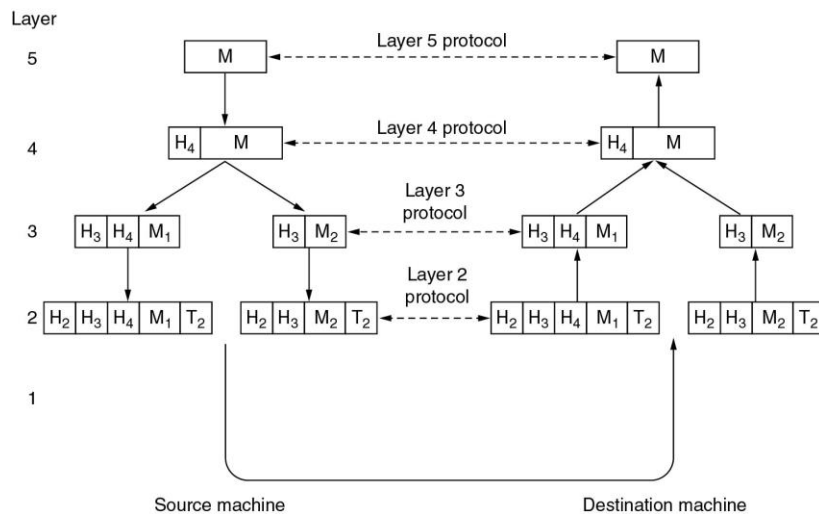 Layer
5 M Layer 5 protocol M
4 H₄ M Layer 4 protocol H₄ M
Layer 3
protocol
3 H₃ H₄ M₁ H₃ M₂ H₃ H₄ M₁ H₃ M₂
Layer 2
protocol
2 H₂ H₃ H₄ M₁ T₂ H₂ H₃ M₂ T₂ H₂ H₃ H₄ M₁ T₂ H₂ H₃ M₂ T₂
1
Source machine Destination machine